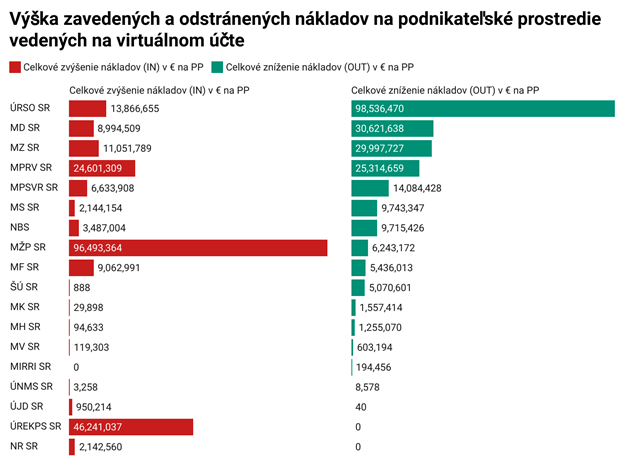 Výška zavedených a odstránených nákladov na podnikateľské prostredie
vedených na virtuálnom účte
Celkové zvýšenie nákladov (IN) v € na PP Celkové zníženie nákladov (OUT) v € na PP
Celkové zvýšenie nákladov (IN) v € na PP Celkové zníženie nákladov (OUT) v € na PP
ÚRSO SR 13,866,655 98,536,470
MD SR 8,994,509 30,621,638
MZ SR 11,051,789 29,997,727
MPRV SR 24,601,309 25,314,659
MPSVR SR 6,633,908 14,084,428
MS SR 2,144,154 9,743,347
NBS 3,487,004 9,715,426
MŽP SR 96,493,364 6,243,172
MF SR 9,062,991 5,436,013
ŠÚ SR 888 5,070,601
MK SR 29,898 1,557,414
MH SR 94,633 1,255,070
MV SR 119,303 603,194
MIRRI SR 0 194,456
ÚNMS SR 3,258 8,578
ÚJD SR 950,214 40
ÚREKPS SR 46,241,037 0
NR SR 2,142,560 0